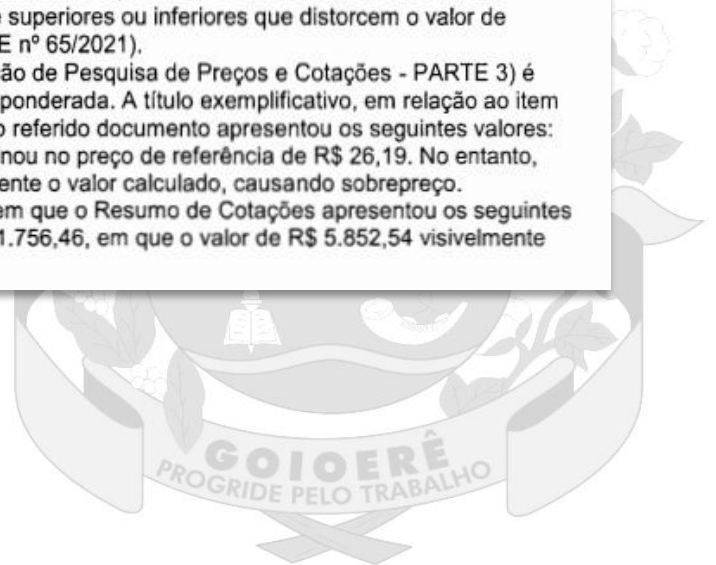 superiores ou inferiores que distorcem o valor de
E nº 65/2021).
ção de Pesquisa de Preços e Cotações - PARTE 3) é
ponderada. A título exemplificativo, em relação ao item
o referido documento apresentou os seguintes valores:
nou no preço de referência de R$ 26,19. No entanto,
ente o valor calculado, causando sobrepreço.
em que o Resumo de Cotações apresentou os seguintes
1.756,46, em que o valor de R$ 5.852,54 visivelmente
GOIOERÊ
PROGRIDE PELO TRABALHO